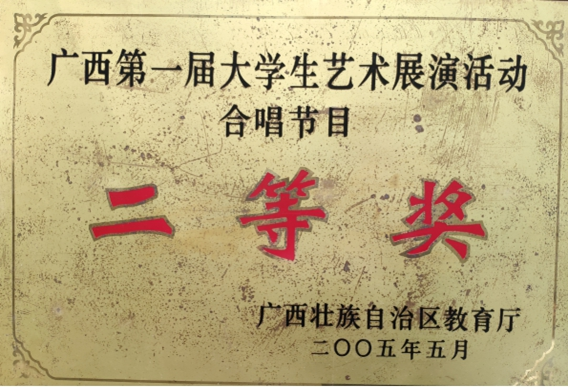 广西第一届大学生艺术展演活动
合唱节目
二等奖
广西壮族自治区教育厅
二〇〇五年五月